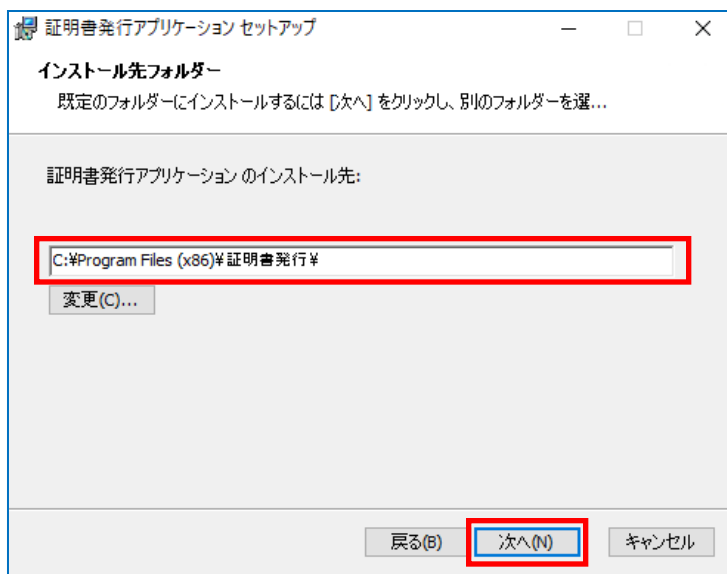 証明書発行アプリケーション セットアップ
インストール先フォルダー
既定のフォルダーにインストールするには [次へ] をクリックし、別のフォルダーを選...
証明書発行アプリケーション のインストール先:
C:¥Program Files (x86)¥証明書発行¥
変更(C)...
戻る(B) 次へ(N) キャンセル